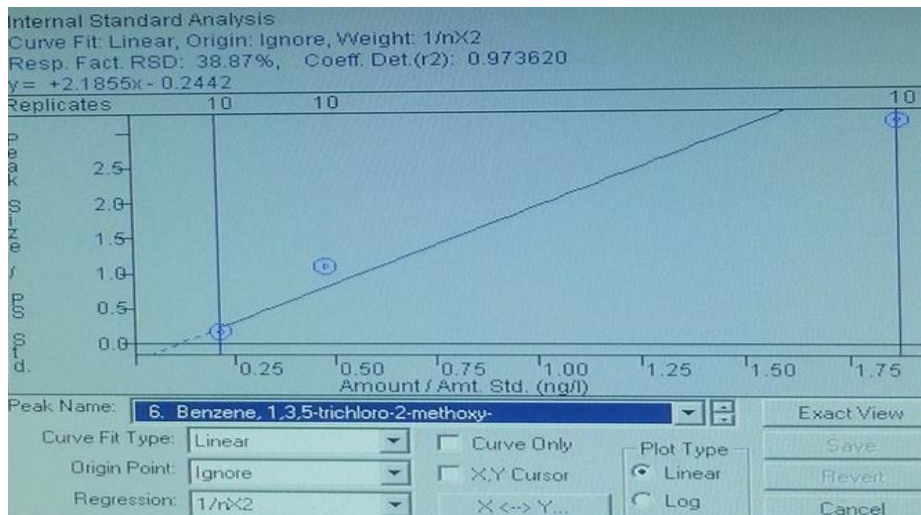 Internal Standard Analysis
Curve Fit: Linear, Origin: Ignore, Weight: 1/nX2
Resp. Fact. RSD: 38.87%, Coeff. Det.(r2): 0.973620
y = +2.1855x - 0.2442
Replicates 10 10 10
Peak Size / PS Std.
2.5
2.0
1.5
1.0
0.5
0.0
0.25 0.50 0.75 1.00 1.25 1.50 1.75
Amount / Amt. Std. (ng/l)
Peak Name: 6. Benzene, 1,3,5-trichloro-2-methoxy- Exact View
Curve Fit Type: Linear Curve Only Plot Type Save
Origin Point: Ignore X,Y Cursor Linear Revert
Regression: 1/nX2 X <--> Y... Log Cancel